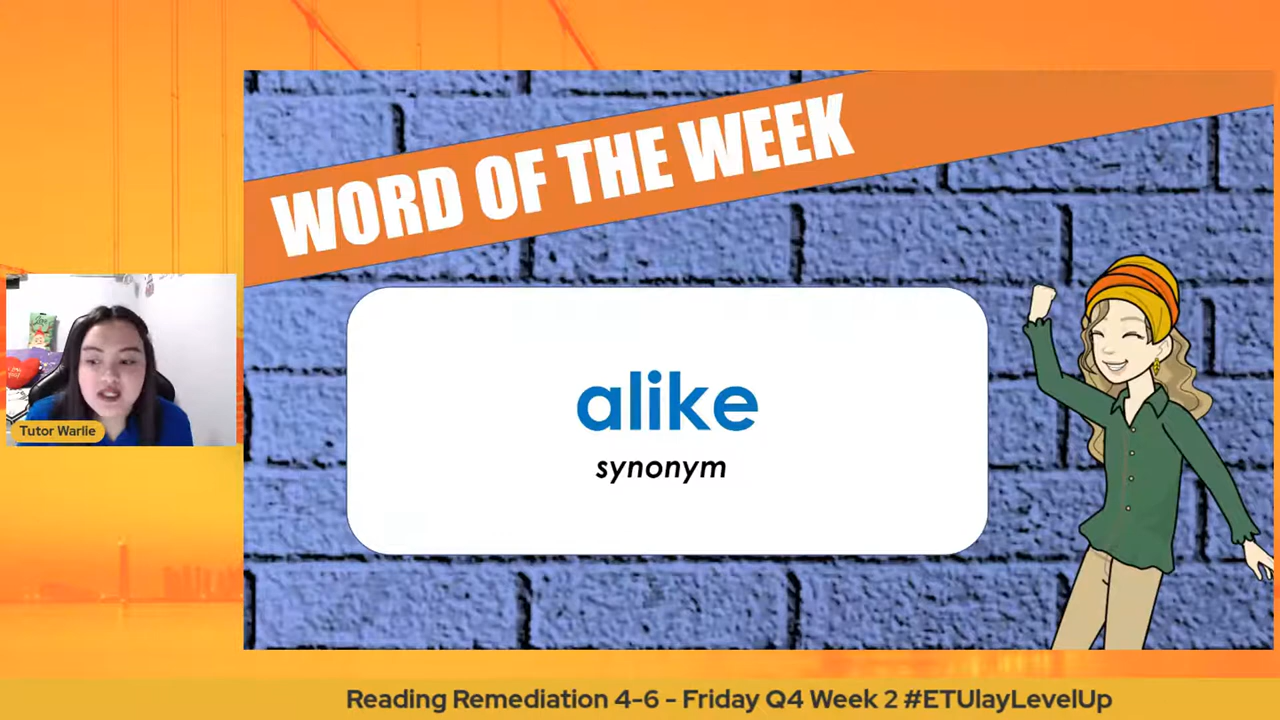 WORD OF THE WEEK
alike
synonym
Tutor Warlie
Reading Remediation 4-6 - Friday Q4 Week 2 #ETUlayLevelUp